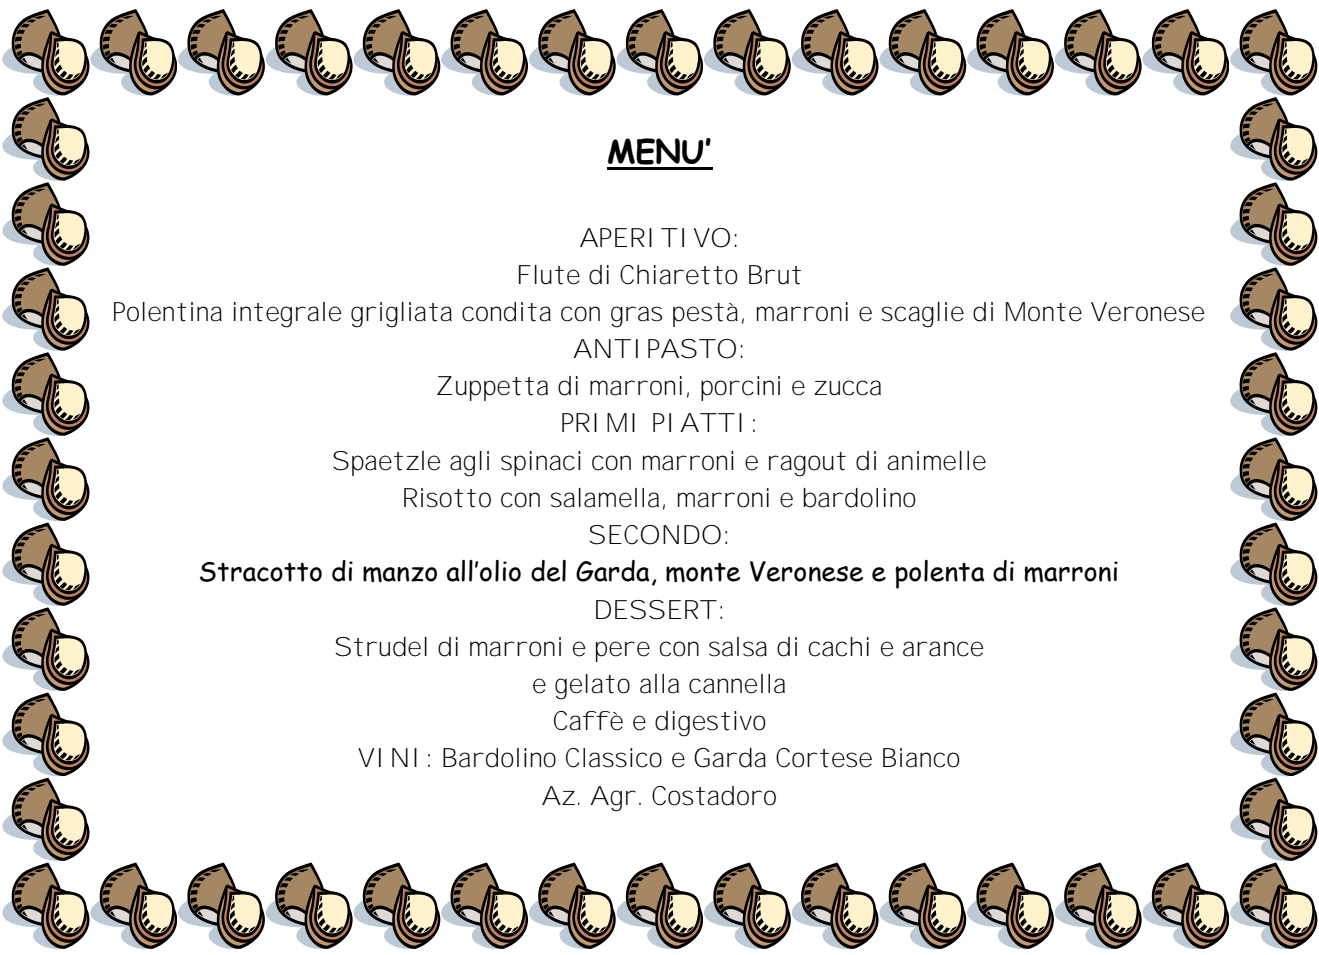 MENU'
APERITIVO:
Flute di Chiaretto Brut
Polentina integrale grigliata condita con gras pestà, marroni e scaglie di Monte Veronese
ANTIPASTO:
Zuppetta di marroni, porcini e zucca
PRIMI PIATTI:
Spaetzle agli spinaci con marroni e ragout di animelle
Risotto con salamella, marroni e bardolino
SECONDO:
Stracotto di manzo all'olio del Garda, monte Veronese e polenta di marroni
DESSERT:
Strudel di marroni e pere con salsa di cachi e arance
e gelato alla cannella
Caffè e digestivo
VINI: Bardolino Classico e Garda Cortese Bianco
Az. Agr. Costadoro